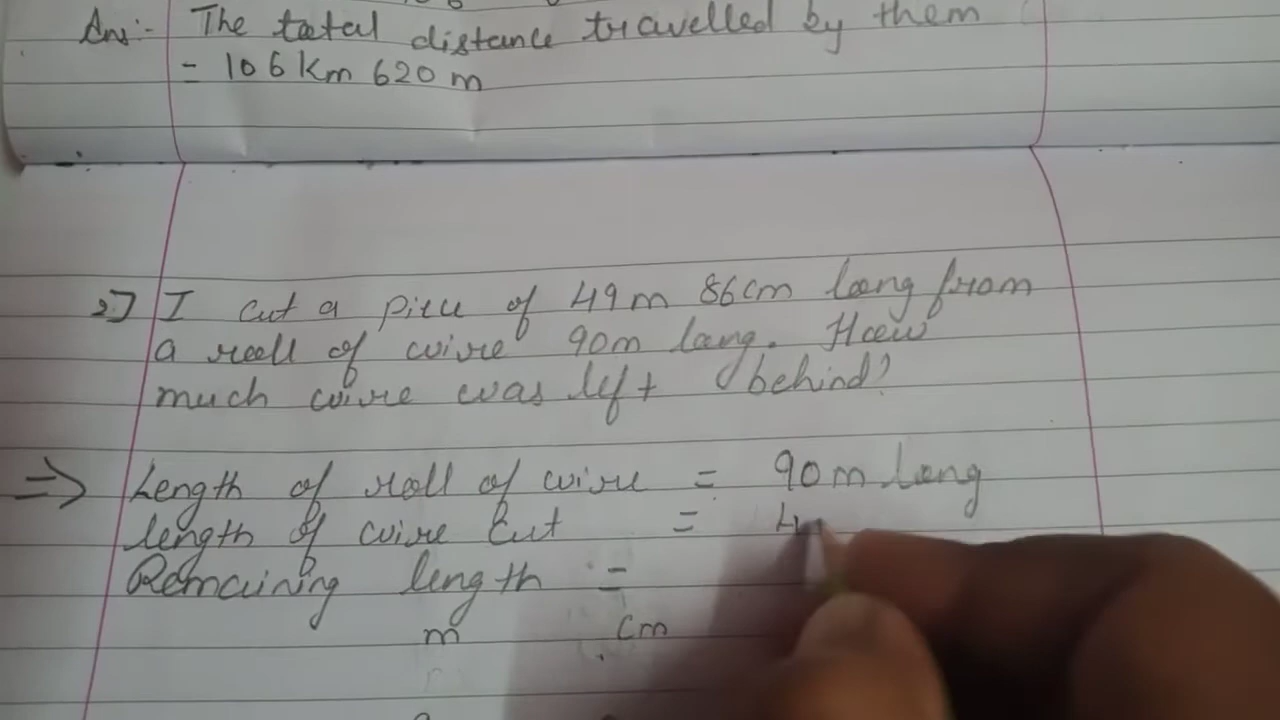 Ans:- The total distance travelled by them
= 106 km 620 m
2.] I cut a piece of 49m 86cm long from
a roll of wire 90m long. How
much wire was left behind?
=> Length of roll of wire = 90m long
length of wire cut = 4
Remaining length =
m cm